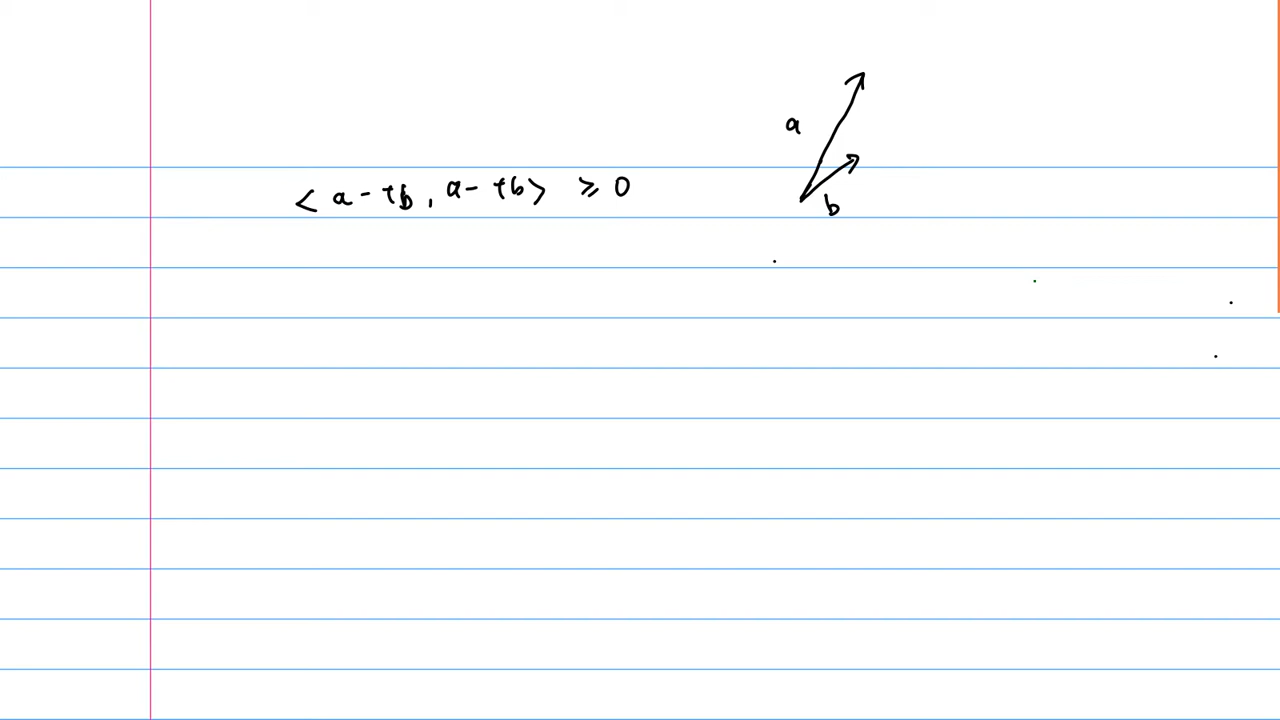 a
< a - tb, a - tb > ⩾ 0
b